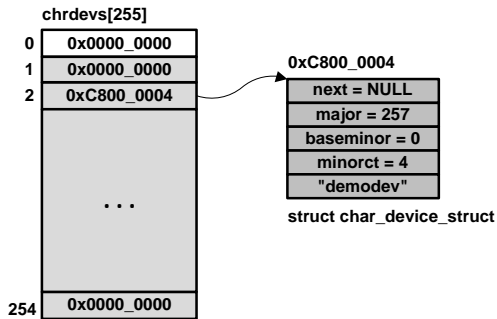 chrdevs[255]
0 0x0000_0000
1 0x0000_0000
2 0xC800_0004
...
254 0x0000_0000
0xC800_0004
next = NULL
major = 257
baseminor = 0
minorct = 4
"demodev"
struct char_device_struct